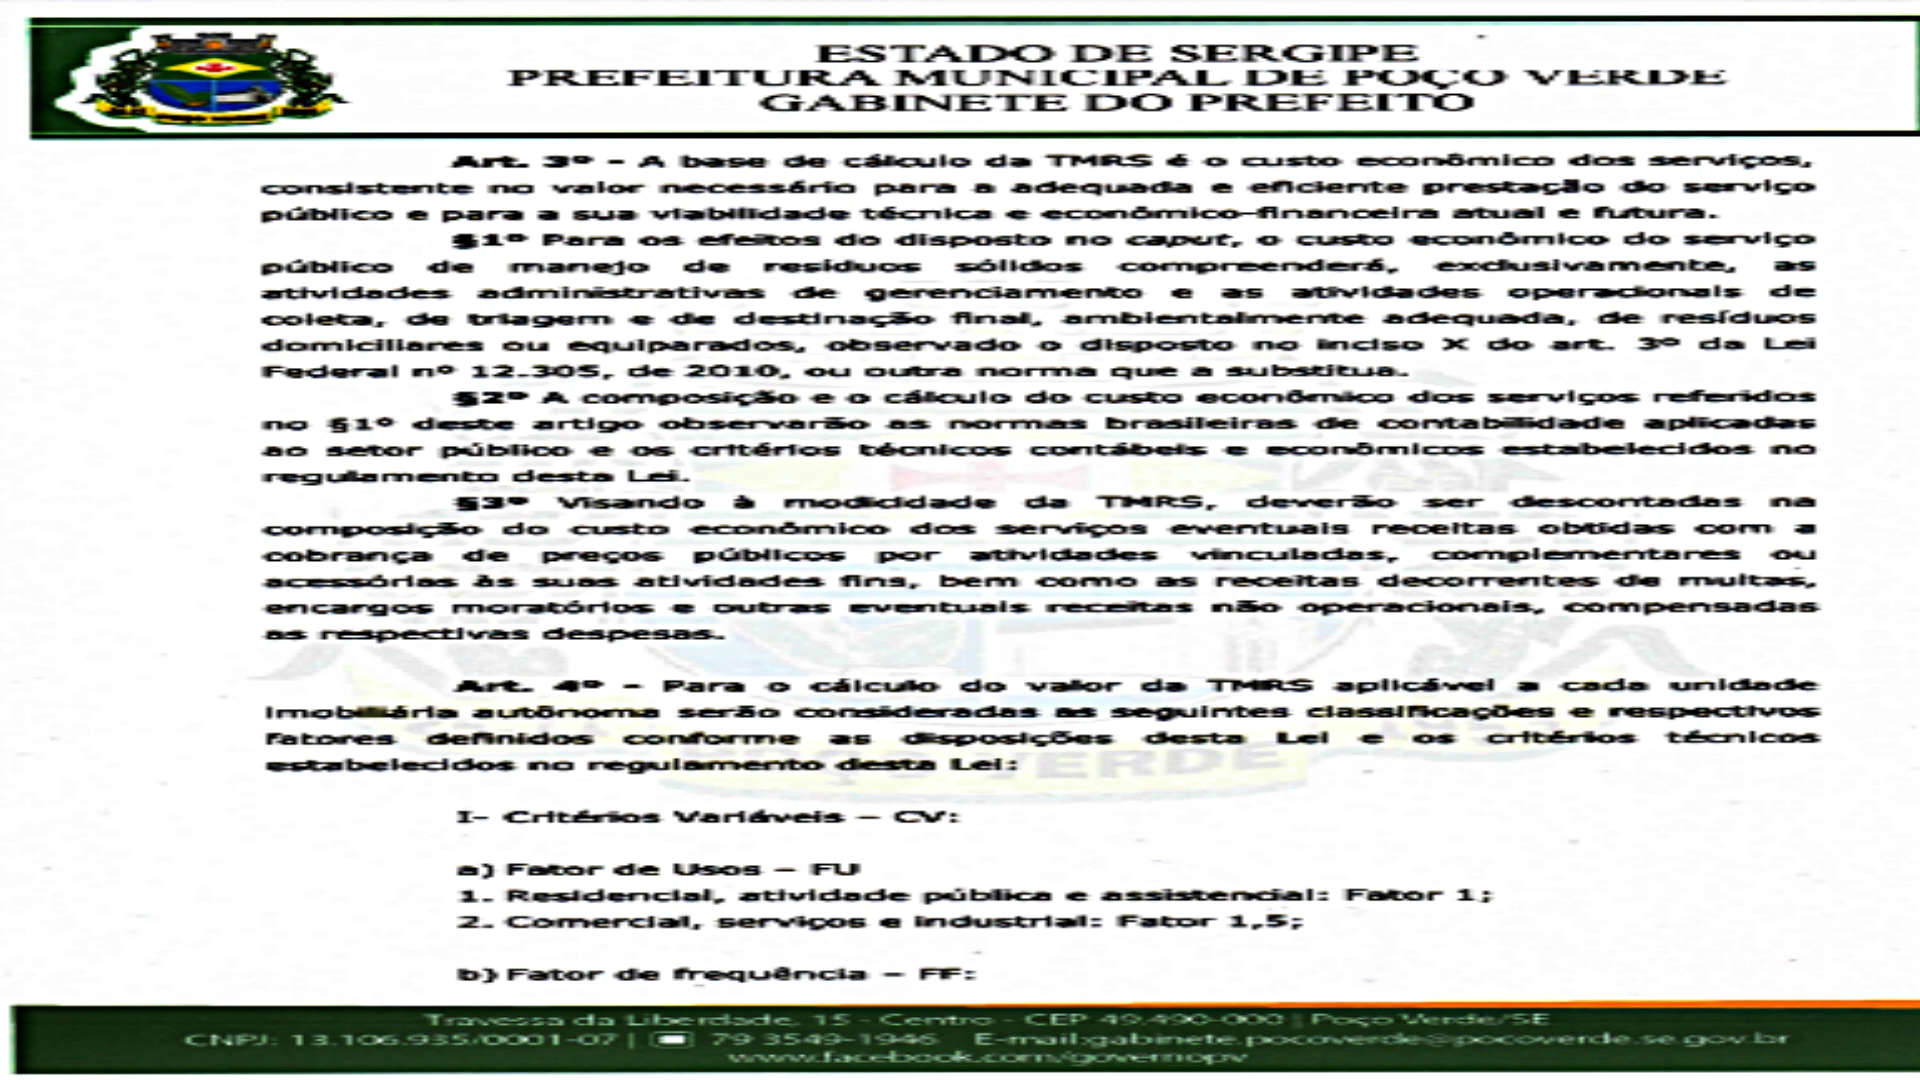 ESTADO DE SERGIPE
PREFEITURA MUNICIPAL DE POÇO VERDE
GABINETE DO PREFEITO
Art. 3º - A base de cálculo da TMRS é o custo econômico dos serviços,
consistente no valor necessário para a adequada e eficiente prestação do serviço
público e para a sua viabilidade técnica e econômico-financeira atual e futura.
§1º Para os efeitos do disposto no caput, o custo econômico do serviço
público de manejo de resíduos sólidos compreenderá, exclusivamente, as
atividades administrativas de gerenciamento e as atividades operacionais de
coleta, de triagem e de destinação final, ambientalmente adequada, de resíduos
domiciliares ou equiparados, observado o disposto no inciso X do art. 3º da Lei
Federal nº 12.305, de 2010, ou outra norma que a substitua.
§2º A composição e o cálculo do custo econômico dos serviços referidos
no §1º deste artigo observarão as normas brasileiras de contabilidade aplicadas
ao setor público e os critérios técnicos contábeis e econômicos estabelecidos no
regulamento desta Lei.
§3º Visando à modicidade da TMRS, deverão ser descontadas na
composição do custo econômico dos serviços eventuais receitas obtidas com a
cobrança de preços públicos por atividades vinculadas, complementares ou
acessórias às suas atividades fins, bem como as receitas decorrentes de multas,
encargos moratórios e outras eventuais receitas não operacionais, compensadas
as respectivas despesas.
Art. 4º - Para o cálculo do valor da TMRS aplicável a cada unidade
imobiliária autônoma serão consideradas as seguintes classificações e respectivos
fatores definidos conforme as disposições desta Lei e os critérios técnicos
estabelecidos no regulamento desta Lei:
I- Critérios Variáveis – CV:
a) Fator de Usos – FU
1. Residencial, atividade pública e assistencial: Fator 1;
2. Comercial, serviços e industrial: Fator 1,5;
b) Fator de frequência – FF:
Travessa da Liberdade, 15 - Centro - CEP 49.490-000 | Poço Verde/SE
CNPJ: 13.106.935/0001-07 | 79 3549-1946 E-mail:gabinete.pocoverde@pocoverde.se.gov.br
www.facebook.com/governopv